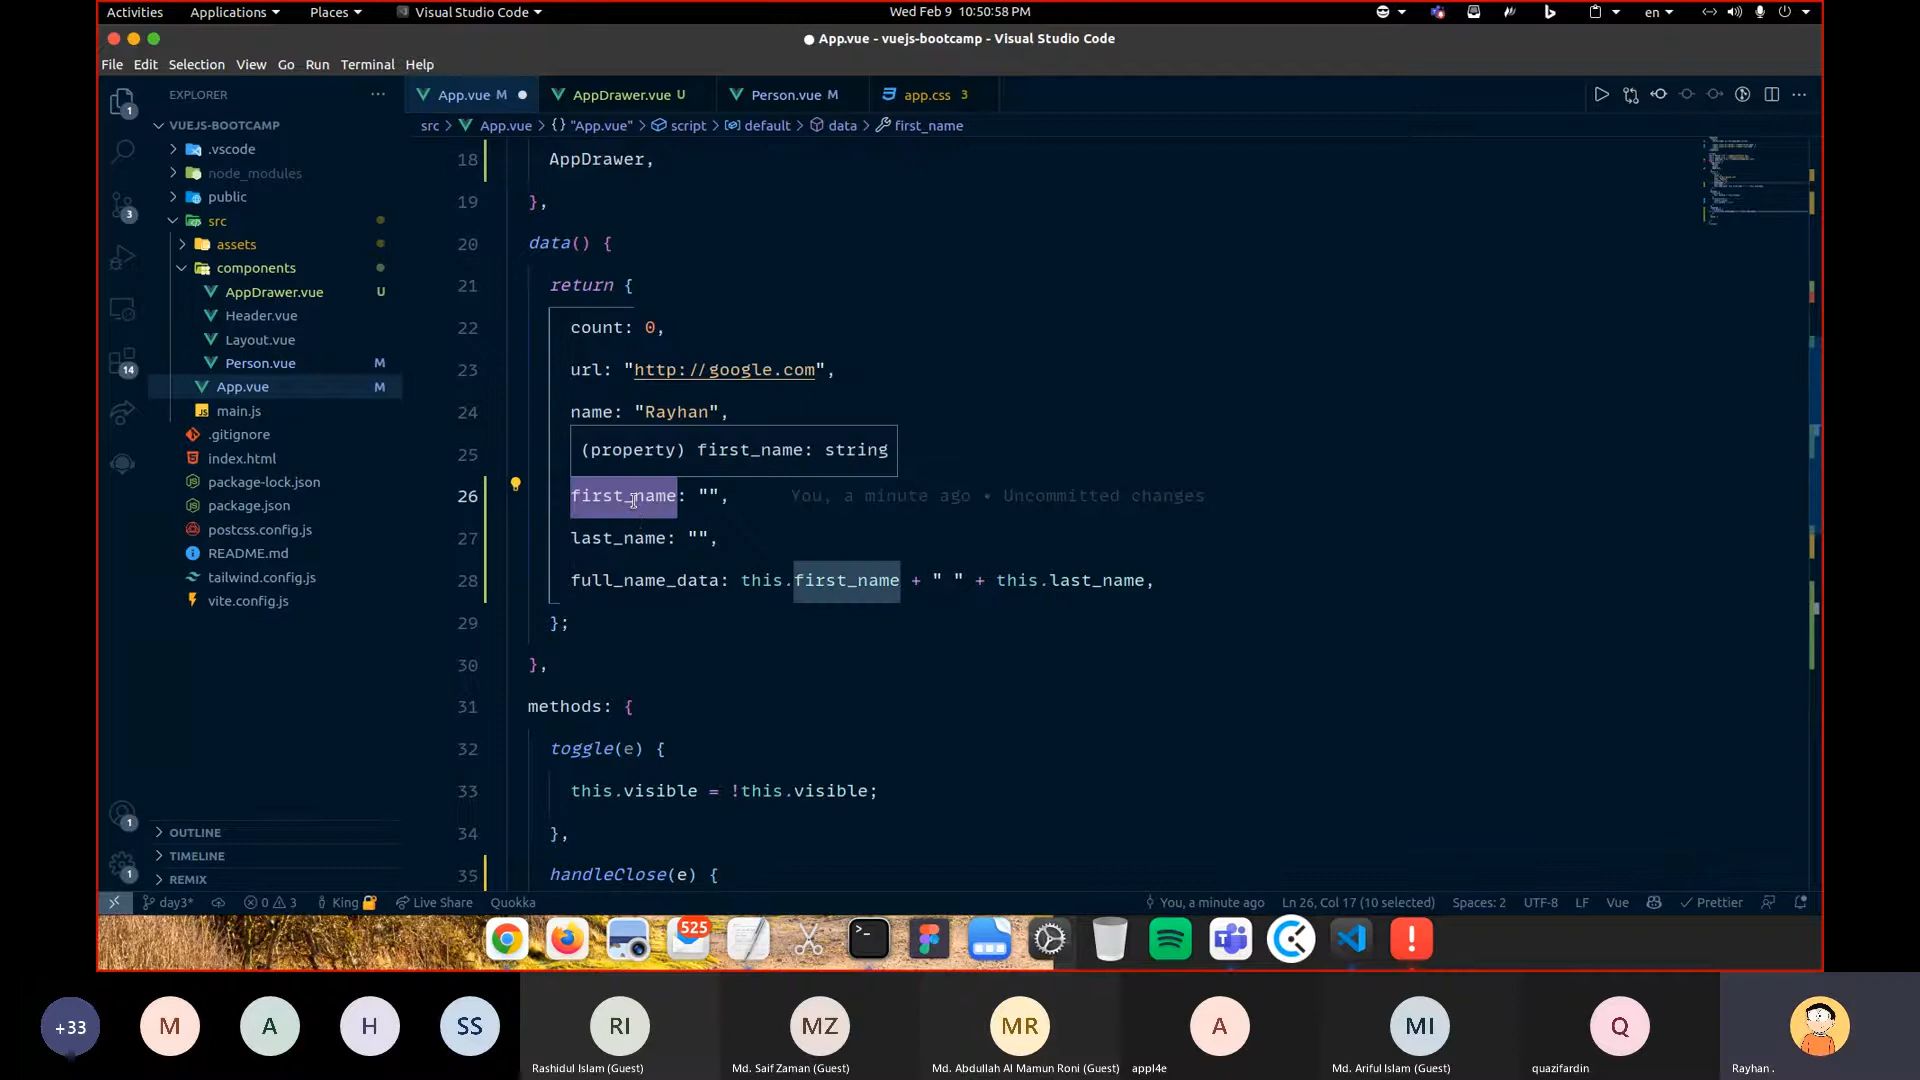 Activities Applications Places Visual Studio Code Wed Feb 9 10:50:58 PM en
App.vue - vuejs-bootcamp - Visual Studio Code
File Edit Selection View Go Run Terminal Help
EXPLORER
App.vue M
AppDrawer.vue U
Person.vue M
app.css 3
src > App.vue > {} "App.vue" > script > default > data > first_name
VUEJS-BOOTCAMP
.vscode
node_modules
public
src
assets
components
AppDrawer.vue U
Header.vue
Layout.vue
Person.vue M
App.vue M
main.js
.gitignore
index.html
package-lock.json
package.json
postcss.config.js
README.md
tailwind.config.js
vite.config.js
OUTLINE
TIMELINE
REMIX
1
3
14
1
1
18 AppDrawer,
19 },
20 data() {
21 return {
22 count: 0,
23 url: "http://google.com",
24 name: "Rayhan",
25
(property) first_name: string
26 first_name: "", You, a minute ago • Uncommitted changes
27 last_name: "",
28 full_name_data: this.first_name + " " + this.last_name,
29 };
30 },
31 methods: {
32 toggle(e) {
33 this.visible = !this.visible;
34 },
35 handleClose(e) {
day3* 0 3 King Live Share Quokka You, a minute ago Ln 26, Col 17 (10 selected) Spaces: 2 UTF-8 LF Vue Prettier
525
+33
M
A
H
SS
RI
MZ
MR
A
MI
Q
Rashidul Islam (Guest)
Md. Saif Zaman (Guest)
Md. Abdullah Al Mamun Roni (Guest)
appl4e
Md. Ariful Islam (Guest)
quazifardin
Rayhan .